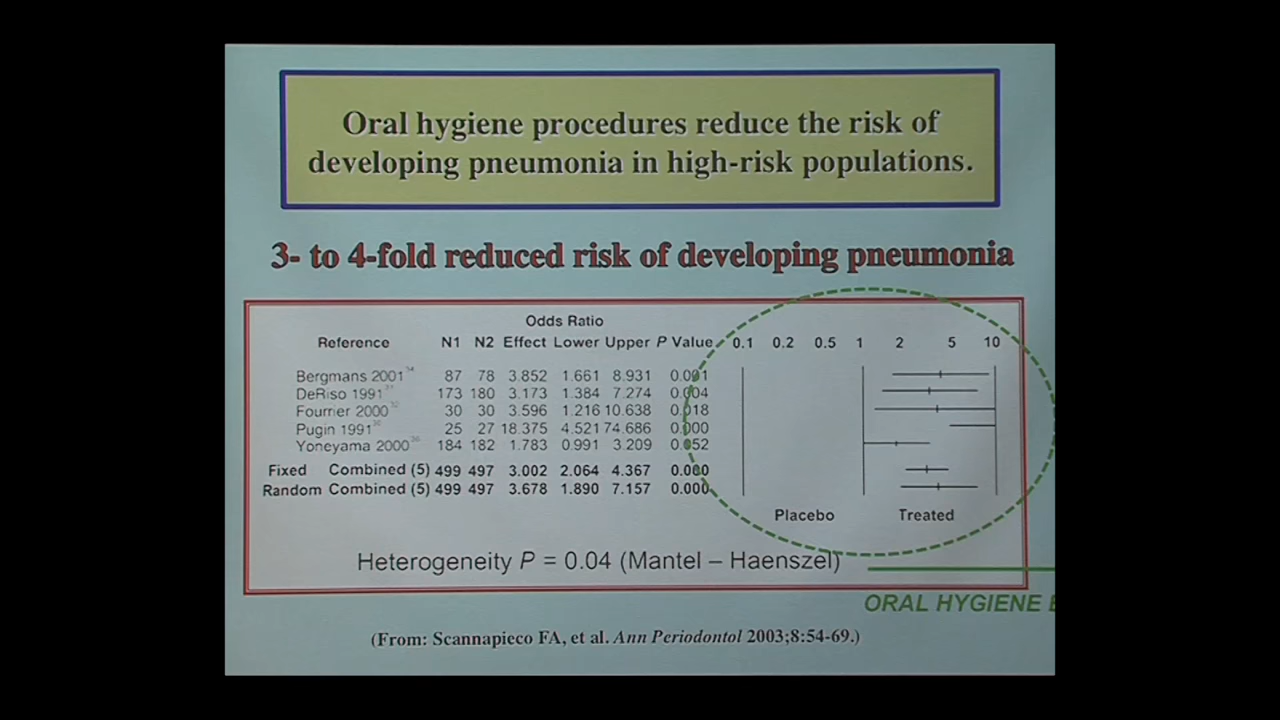 Oral hygiene procedures reduce the risk of
developing pneumonia in high-risk populations.
3- to 4-fold reduced risk of developing pneumonia
Odds Ratio
Reference N1 N2 Effect Lower Upper P Value 0.1 0.2 0.5 1 2 5 10
Bergmans 2001 87 78 3.852 1.661 8.931 0.001
DeRiso 1991 173 180 3.173 1.384 7.274 0.004
Fourrier 2000 30 30 3.596 1.216 10.638 0.018
Pugin 1991 25 27 18.375 4.521 74.686 0.000
Yoneyama 2000 184 182 1.783 0.991 3.209 0.052
Fixed Combined (5) 499 497 3.002 2.064 4.367 0.000
Random Combined (5) 499 497 3.678 1.890 7.157 0.000
Placebo Treated
Heterogeneity P = 0.04 (Mantel – Haenszel)
ORAL HYGIENE
(From: Scannapieco FA, et al. Ann Periodontol 2003;8:54-69.)